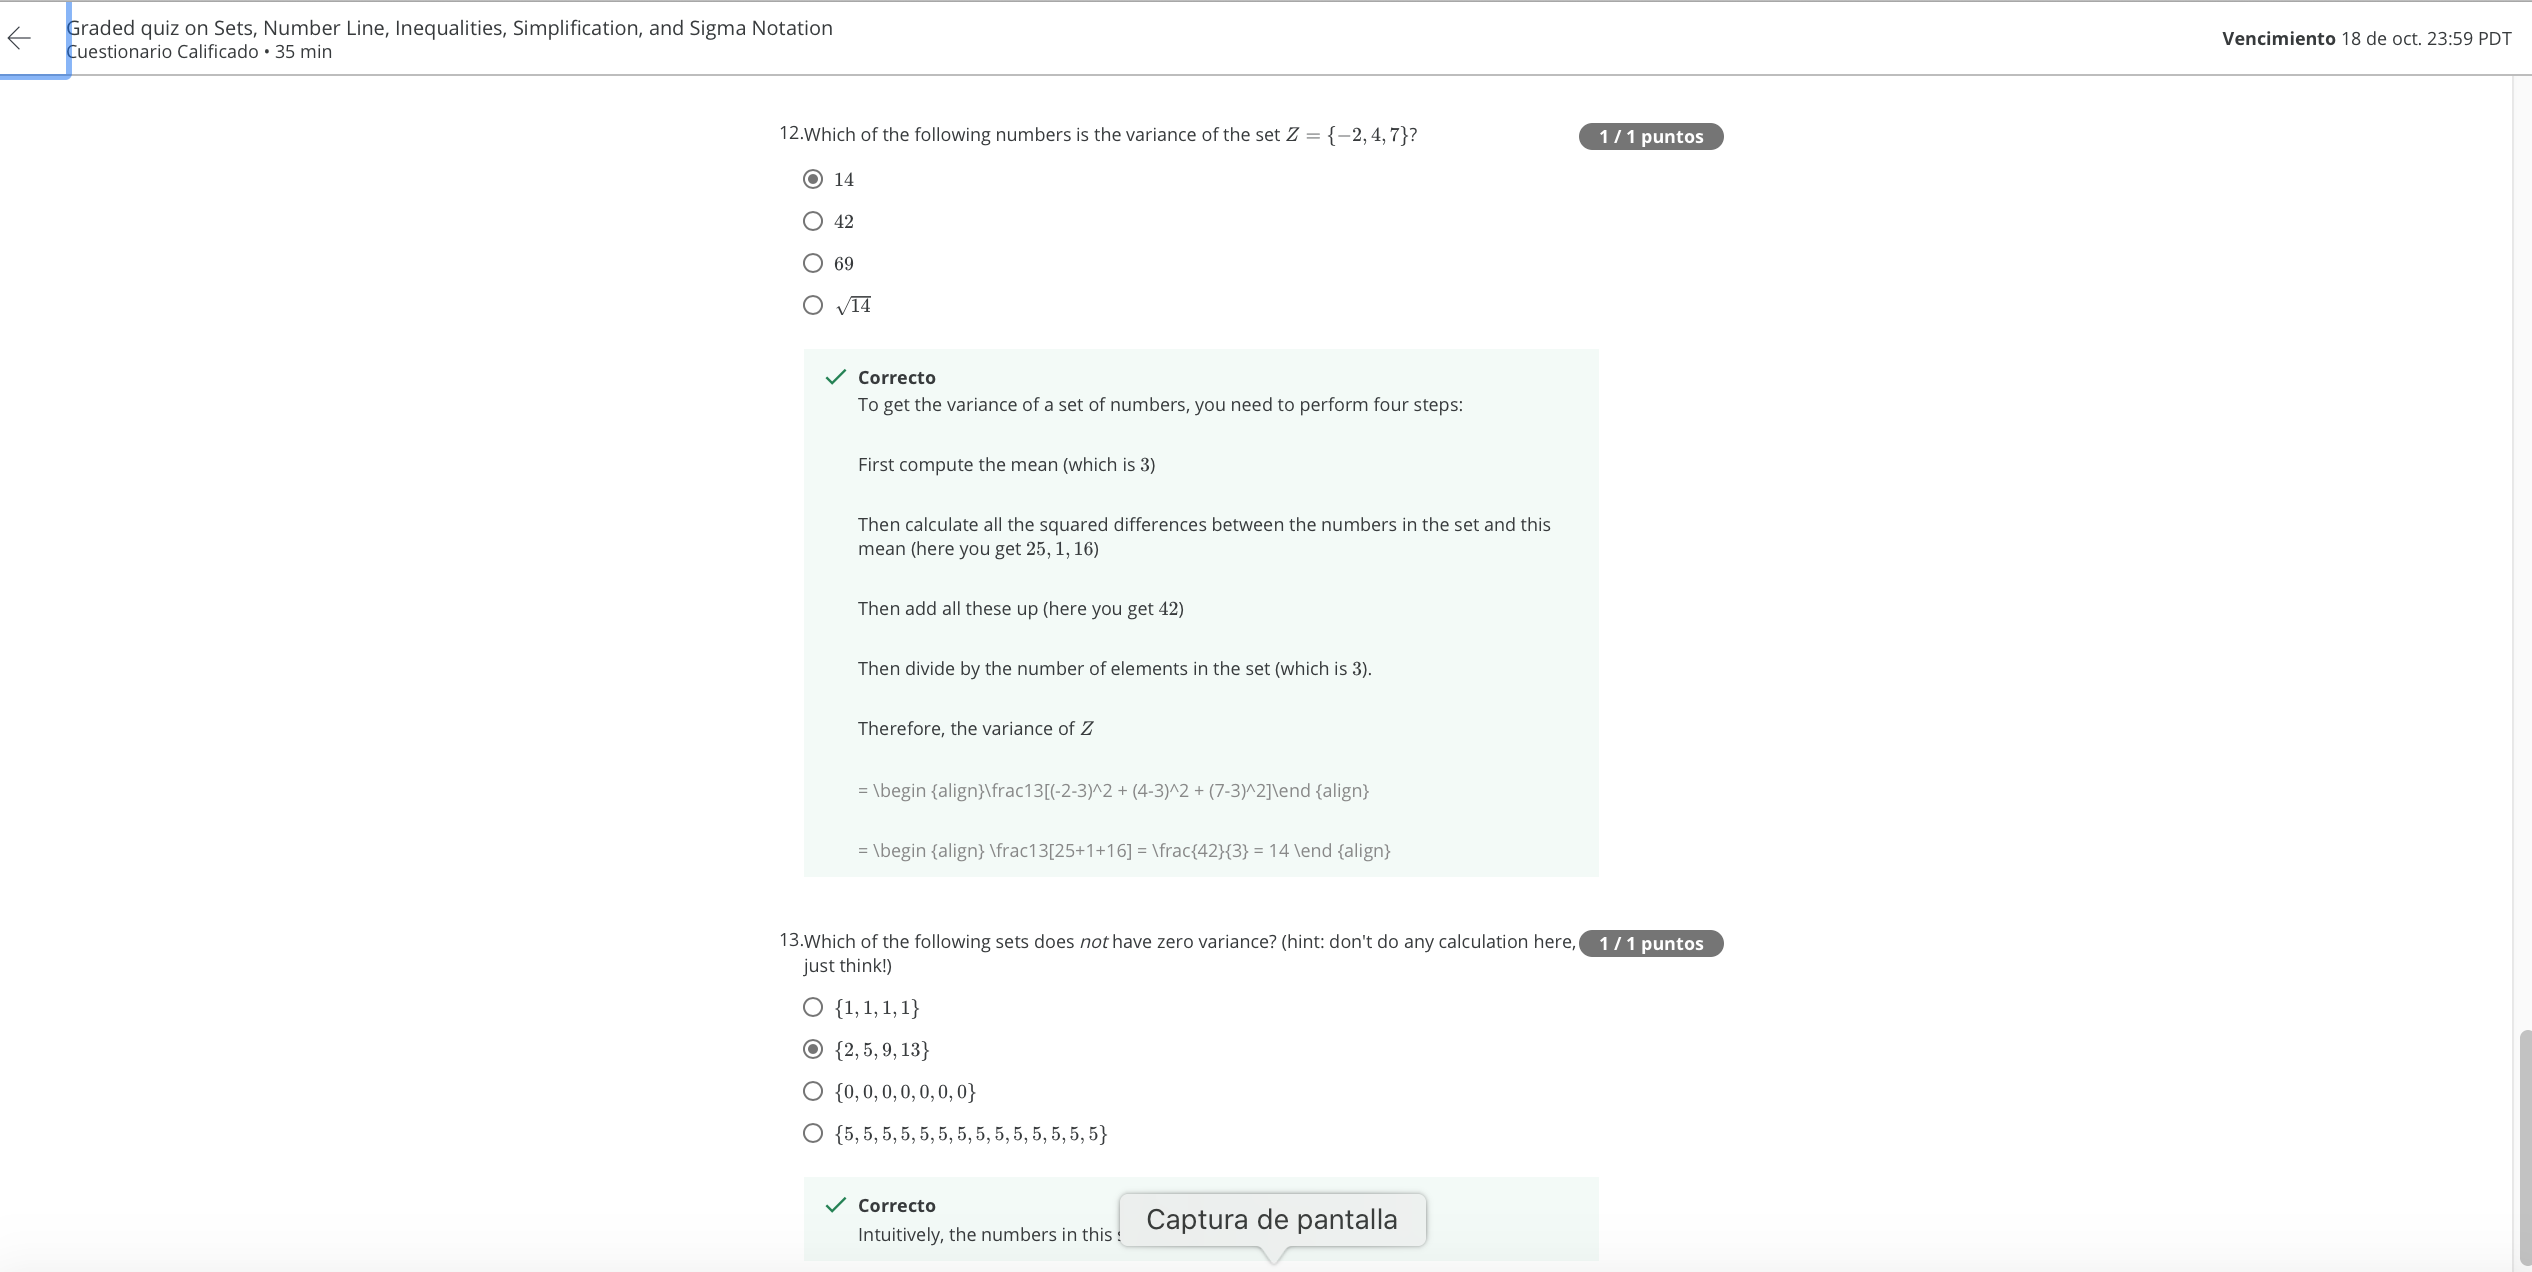 Graded quiz on Sets, Number Line, Inequalities, Simplification, and Sigma Notation
Cuestionario Calificado • 35 min
Vencimiento 18 de oct. 23:59 PDT
12. Which of the following numbers is the variance of the set Z = {−2, 4, 7}?
1 / 1 puntos
14
42
69
√14
Correcto
To get the variance of a set of numbers, you need to perform four steps:
First compute the mean (which is 3)
Then calculate all the squared differences between the numbers in the set and this
mean (here you get 25, 1, 16)
Then add all these up (here you get 42)
Then divide by the number of elements in the set (which is 3).
Therefore, the variance of Z
= \begin {align}\frac13[(-2-3)^2 + (4-3)^2 + (7-3)^2]\end {align}
= \begin {align} \frac13[25+1+16] = \frac{42}{3} = 14 \end {align}
13. Which of the following sets does not have zero variance? (hint: don't do any calculation here,
just think!)
1 / 1 puntos
{1, 1, 1, 1}
{2, 5, 9, 13}
{0, 0, 0, 0, 0, 0, 0}
{5, 5, 5, 5, 5, 5, 5, 5, 5, 5, 5, 5, 5, 5}
Correcto
Intuitively, the numbers in this
Captura de pantalla